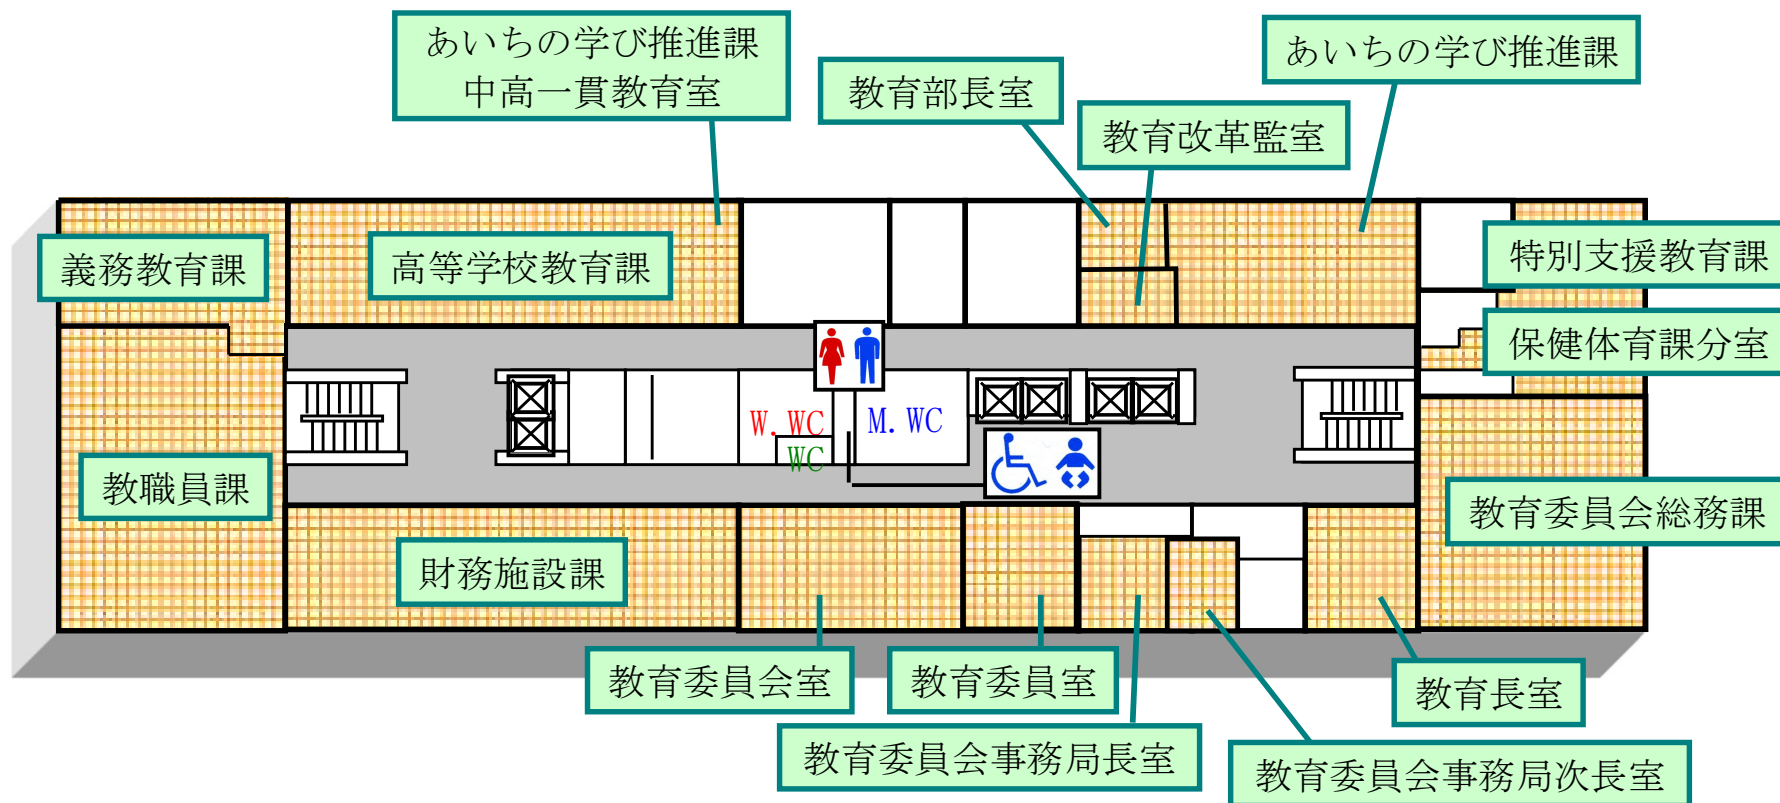 あいちの学び推進課
中高一貫教育室
教育部長室
教育改革監室
あいちの学び推進課
義務教育課
高等学校教育課
特別支援教育課
保健体育課分室
W.WC
M.WC
WC
教職員課
教育委員会総務課
財務施設課
教育委員会室
教育委員室
教育長室
教育委員会事務局長室
教育委員会事務局次長室